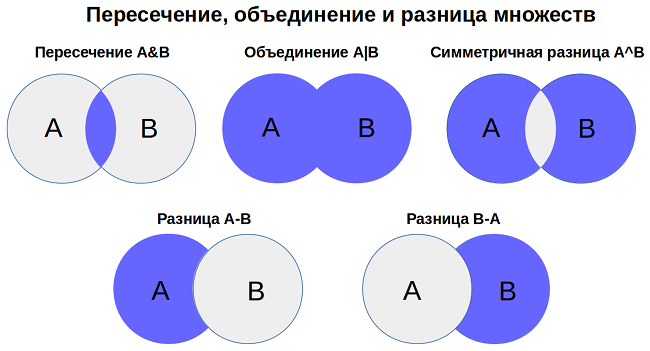 Пересечение, объединение и разница множеств
Пересечение A&B
Объединение A|B
Симметричная разница A^B
A
B
A
B
A
B
Разница A-B
Разница B-A
A
B
A
B